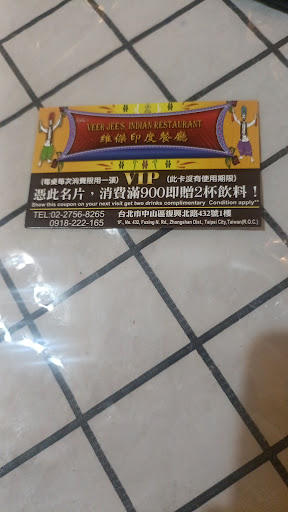 VEER JEE'S INDIAN RESTAURANT
維傑印度餐廳
(每桌每次消費限用一張) VIP (此卡沒有使用期限)
憑此名片，消費滿900即贈2杯飲料！
Show this coupon on your next visit get two drinks complimentary Condition apply**
TEL:02-2756-8265
0918-222-165
台北市中山區復興北路432號1樓
1F., No. 432, Fuxing N. Rd., Zhongshan Dist., Taipei City,Taiwan(R.O.C.)